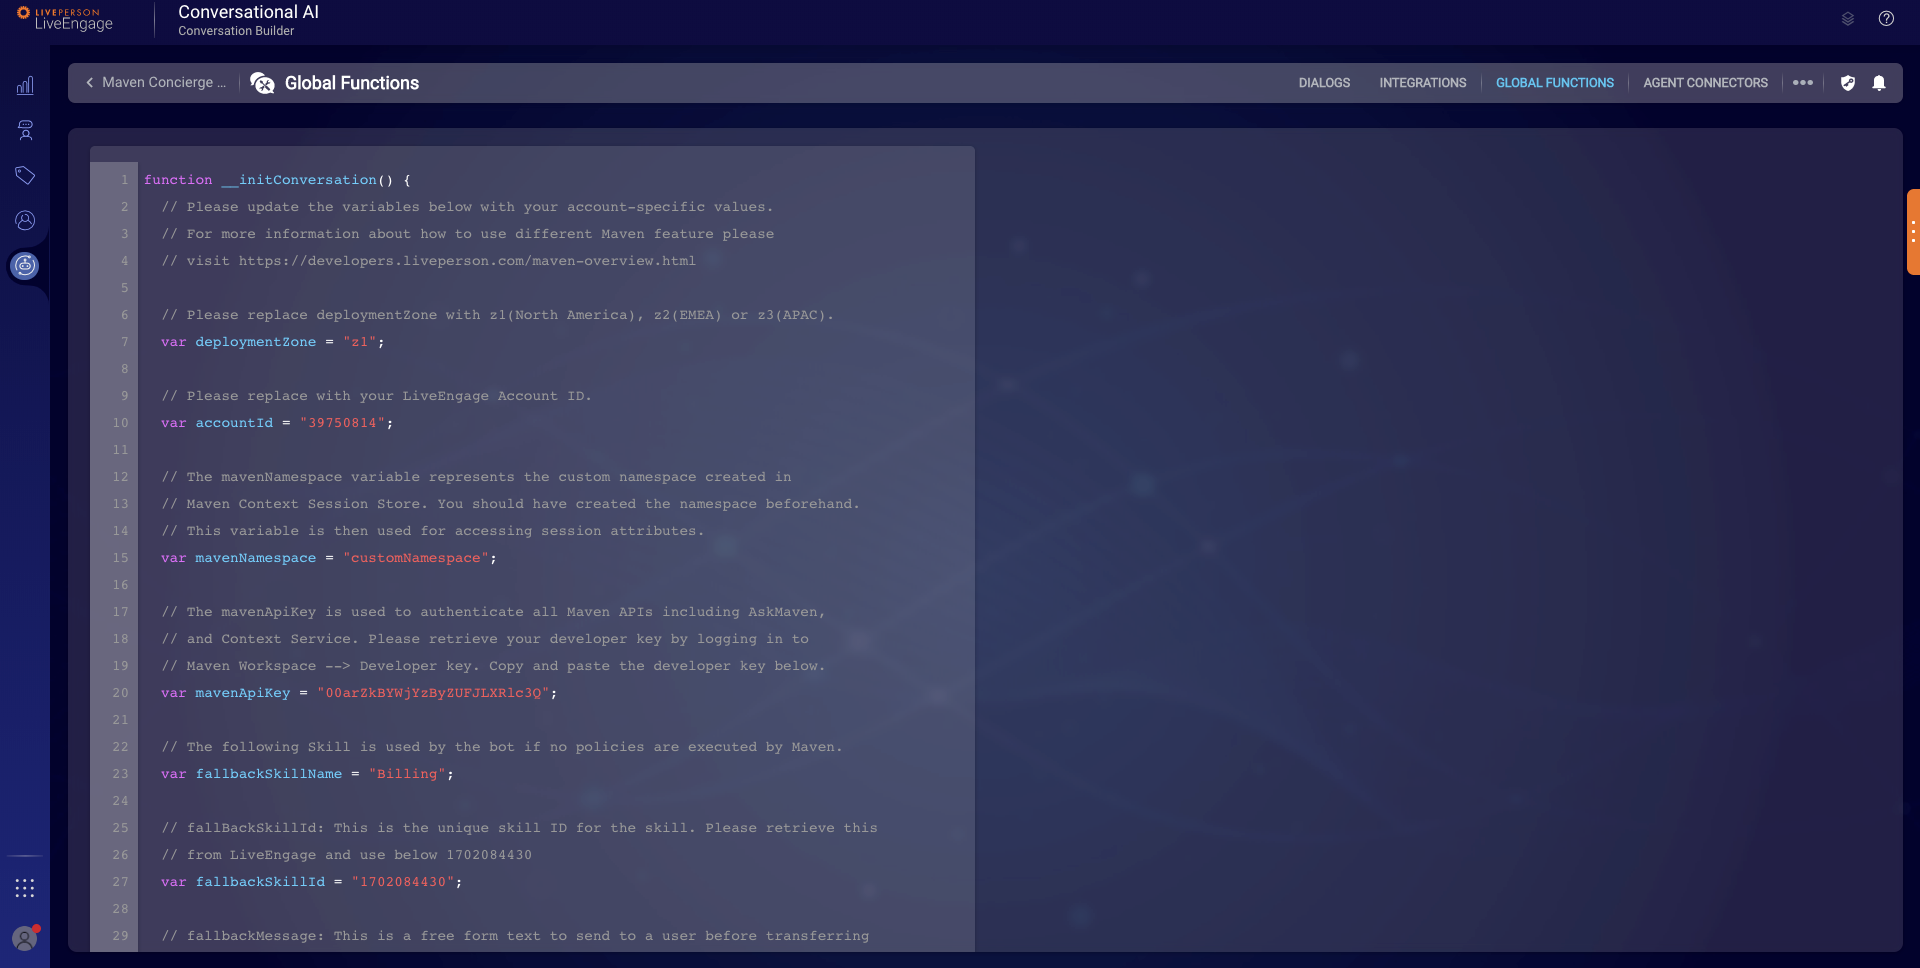 LIVEPERSON
LiveEngage
Conversational AI
Conversation Builder
Maven Concierge ...
Global Functions
DIALOGS
INTEGRATIONS
GLOBAL FUNCTIONS
AGENT CONNECTORS
1 function __initConversation() {
2 // Please update the variables below with your account-specific values.
3 // For more information about how to use different Maven feature please
4 // visit https://developers.liveperson.com/maven-overview.html
5
6 // Please replace deploymentZone with z1(North America), z2(EMEA) or z3(APAC).
7 var deploymentZone = "z1";
8
9 // Please replace with your LiveEngage Account ID.
10 var accountId = "39750814";
11
12 // The mavenNamespace variable represents the custom namespace created in
13 // Maven Context Session Store. You should have created the namespace beforehand.
14 // This variable is then used for accessing session attributes.
15 var mavenNamespace = "customNamespace";
16
17 // The mavenApiKey is used to authenticate all Maven APIs including AskMaven,
18 // and Context Service. Please retrieve your developer key by logging in to
19 // Maven Workspace --> Developer key. Copy and paste the developer key below.
20 var mavenApiKey = "00arZkBYWjYzByZUFJLXRlc3Q";
21
22 // The following Skill is used by the bot if no policies are executed by Maven.
23 var fallbackSkillName = "Billing";
24
25 // fallBackSkillId: This is the unique skill ID for the skill. Please retrieve this
26 // from LiveEngage and use below 1702084430
27 var fallbackSkillId = "1702084430";
28
29 // fallbackMessage: This is a free form text to send to a user before transferring